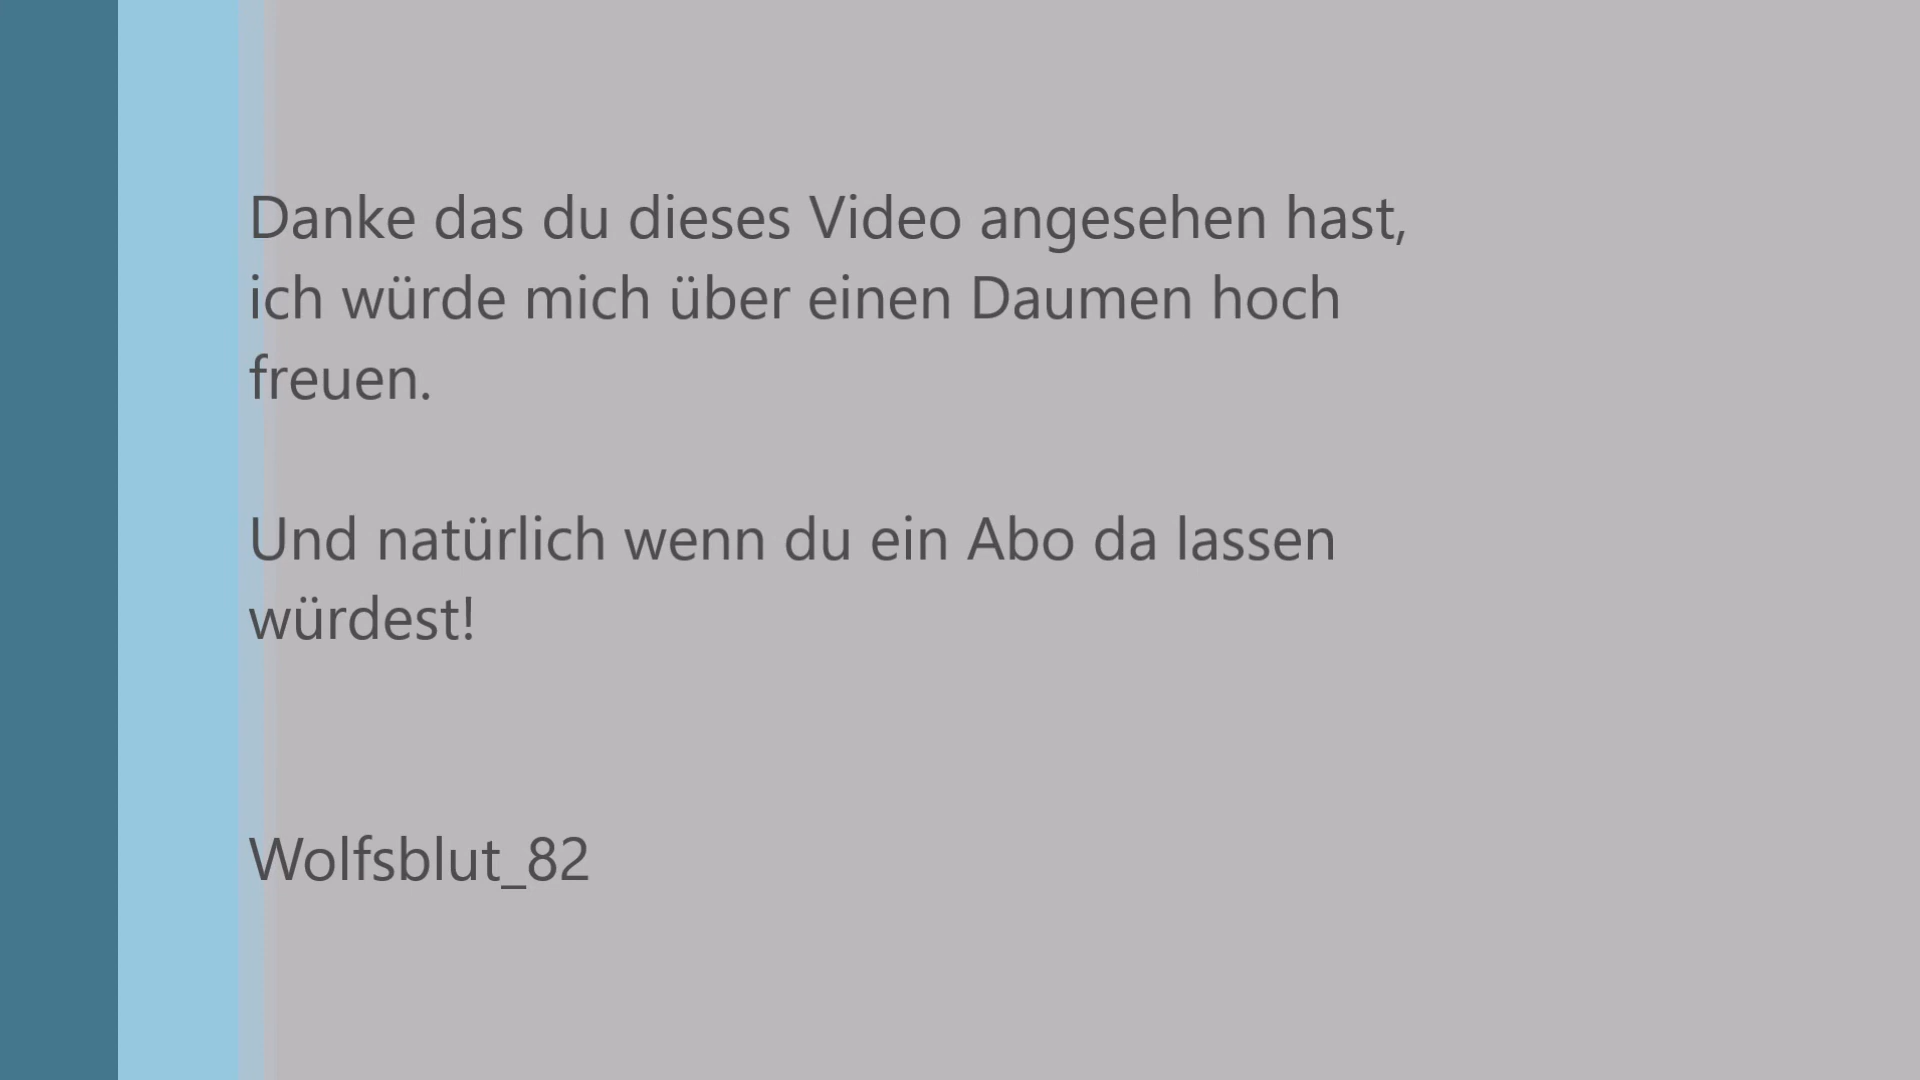 Danke das du dieses Video angesehen hast,
ich würde mich über einen Daumen hoch
freuen.
Und natürlich wenn du ein Abo da lassen
würdest!
Wolfsblut_82